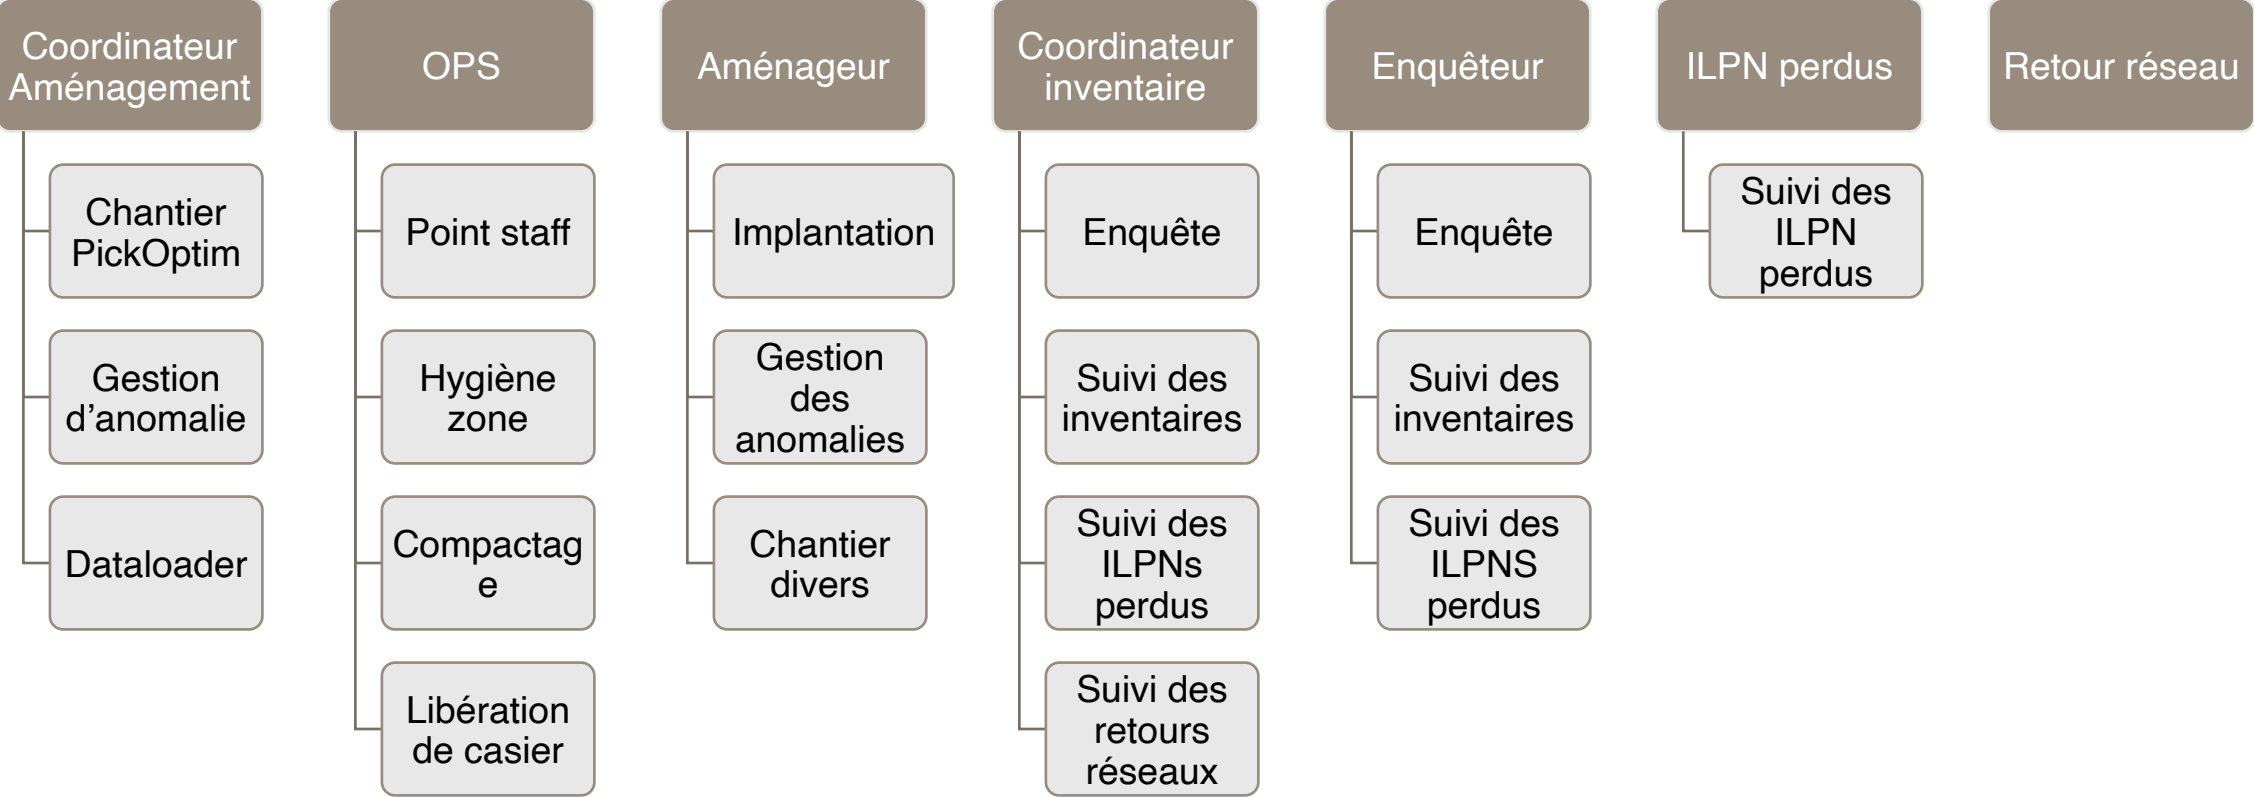 Coordinateur
Aménagement
Chantier
PickOptim
Gestion
d’anomalie
Dataloader
OPS
Point staff
Hygiène
zone
Compactag
e
Libération
de casier
Aménageur
Implantation
Gestion
des
anomalies
Chantier
divers
Coordinateur
inventaire
Enquête
Suivi des
inventaires
Suivi des
ILPNs
perdus
Suivi des
retours
réseaux
Enquêteur
Enquête
Suivi des
inventaires
Suivi des
ILPNS
perdus
ILPN perdus
Suivi des
ILPN
perdus
Retour réseau